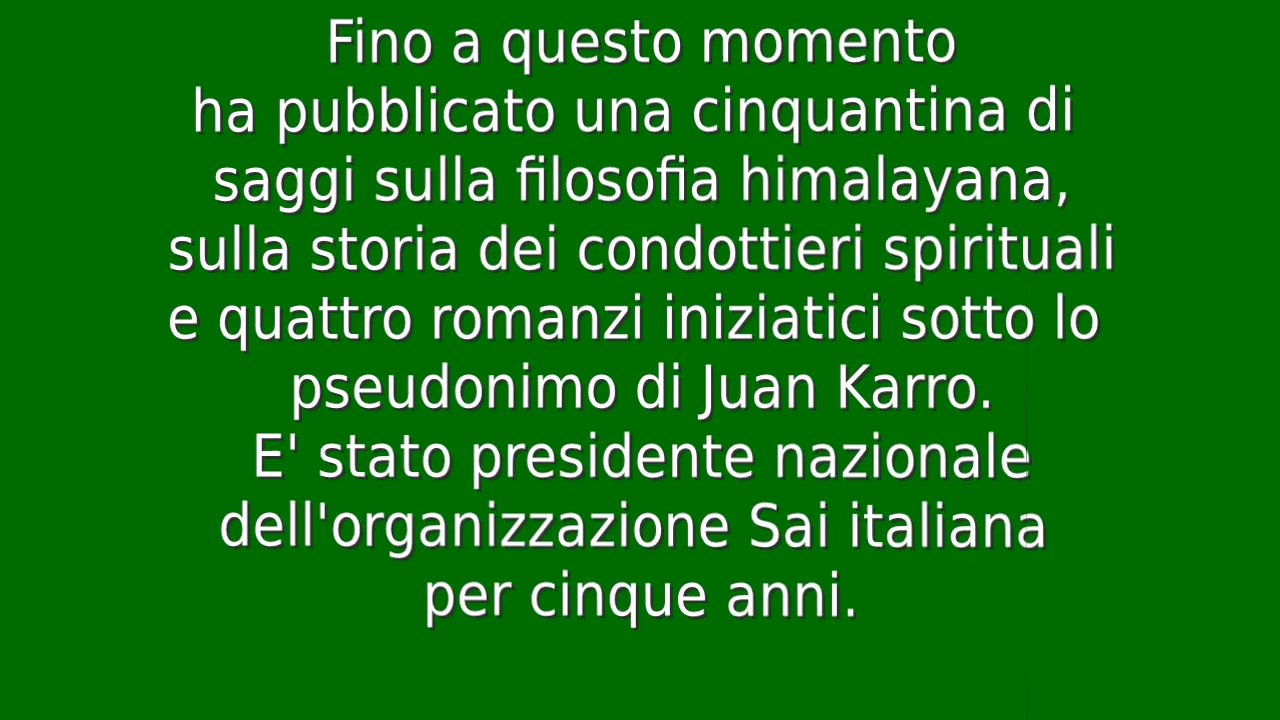 Fino a questo momento
ha pubblicato una cinquantina di
saggi sulla filosofia himalayana,
sulla storia dei condottieri spirituali
e quattro romanzi iniziatici sotto lo
pseudonimo di Juan Karro.
E' stato presidente nazionale
dell'organizzazione Sai italiana
per cinque anni.